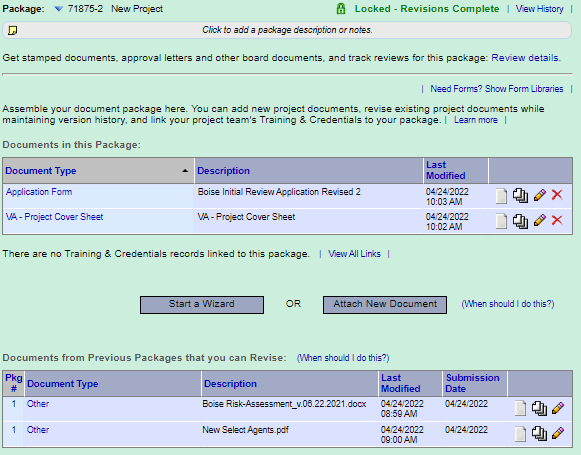 Package: 71875-2 New Project Locked - Revisions Complete | View History |
Click to add a package description or notes.
Get stamped documents, approval letters and other board documents, and track reviews for this package: Review details.
| Need Forms? Show Form Libraries |
Assemble your document package here. You can add new project documents, revise existing project documents while
maintaining version history, and link your project team's Training & Credentials to your package. | Learn more |
Documents in this Package:
Document Type Description Last Modified
Application Form Boise Initial Review Application Revised 2 04/24/2022 10:03 AM
VA - Project Cover Sheet VA - Project Cover Sheet 04/24/2022 10:02 AM
There are no Training & Credentials records linked to this package. | View All Links |
Start a Wizard OR Attach New Document (When should I do this?)
Documents from Previous Packages that you can Revise: (When should I do this?)
Pkg # Document Type Description Last Modified Submission Date
1 Other Boise Risk-Assessment_v.06.22.2021.docx 04/24/2022 08:59 AM 04/24/2022
1 Other New Select Agents.pdf 04/24/2022 09:00 AM 04/24/2022